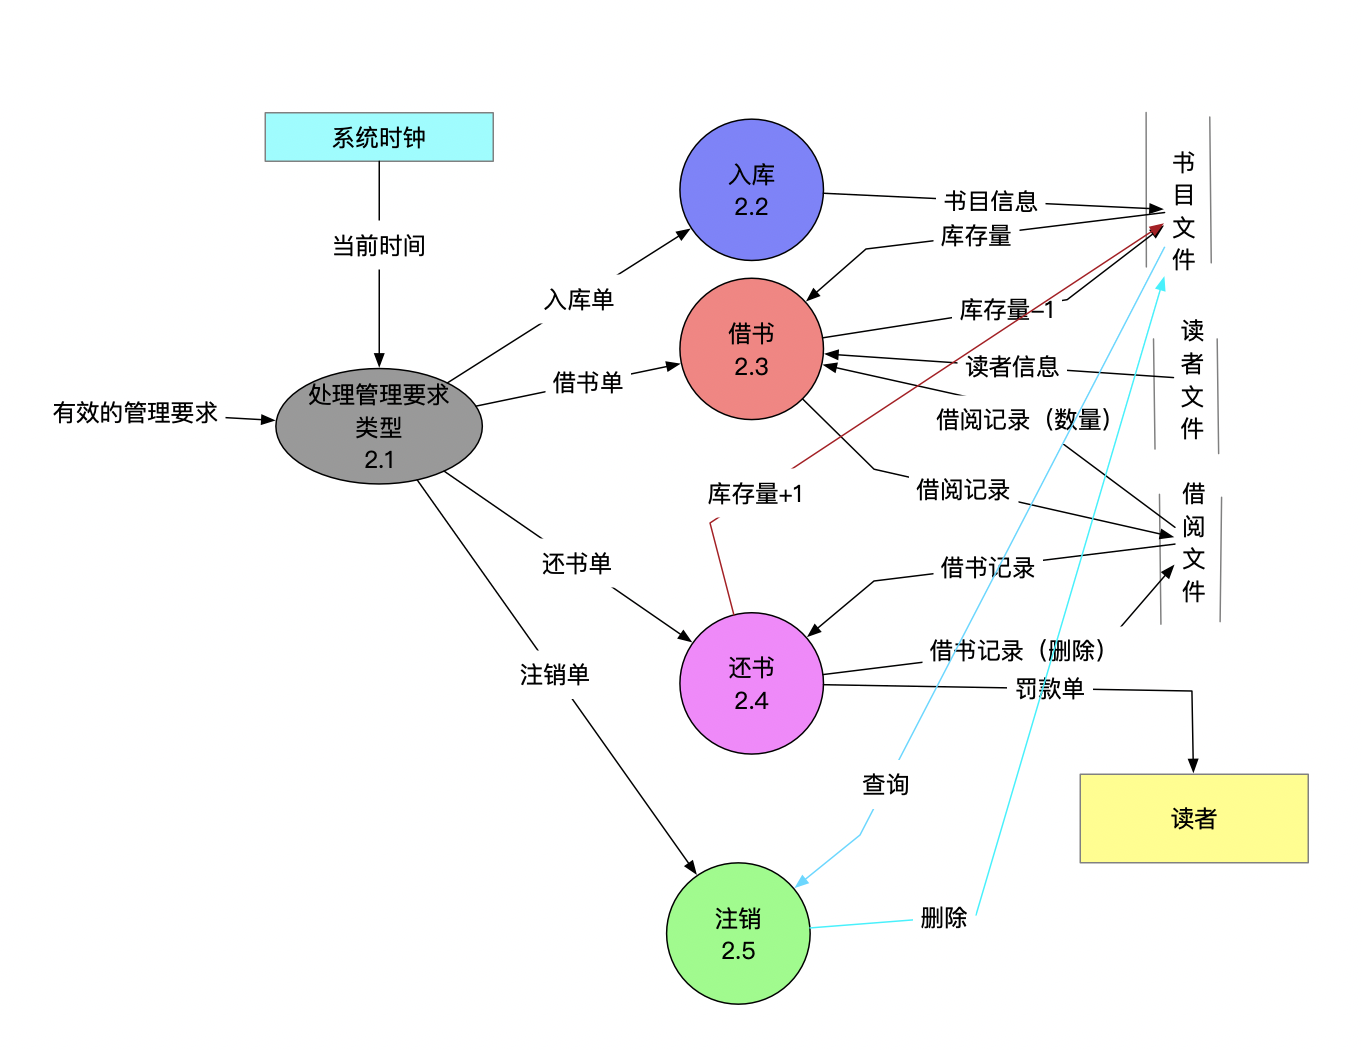 系统时钟
当前时间
有效的管理要求
处理管理要求
类型
2.1
入库单
借书单
还书单
注销单
入库
2.2
借书
2.3
还书
2.4
注销
2.5
书目信息
库存量
库存量-1
读者信息
借阅记录（数量）
库存量+1
借阅记录
借书记录
借书记录（删除）
罚款单
查询
删除
书
目
文
件
读
者
文
件
借
阅
文
件
读者